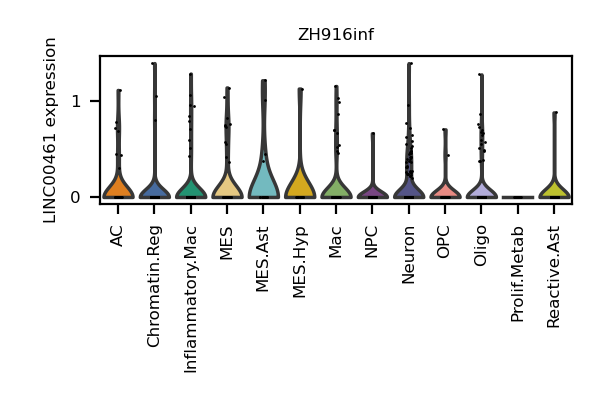 ZH916inf
LINC00461 expression
1
0
AC
Chromatin.Reg
Inflammatory.Mac
MES
MES.Ast
MES.Hyp
Mac
NPC
Neuron
OPC
Oligo
Prolif.Metab
Reactive.Ast